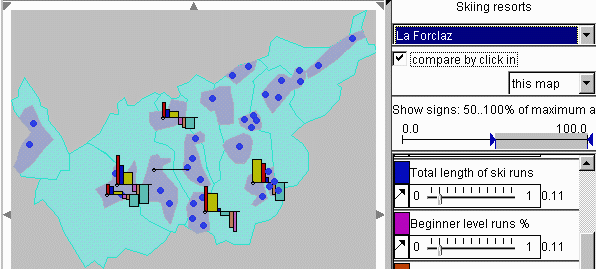 Skiing resorts
La Forclaz
compare by click in
this map
Show signs: 50..100% of maximum a
0.0 100.0
Total length of ski runs
0 1 0.11
Beginner level runs %
0 1 0.11